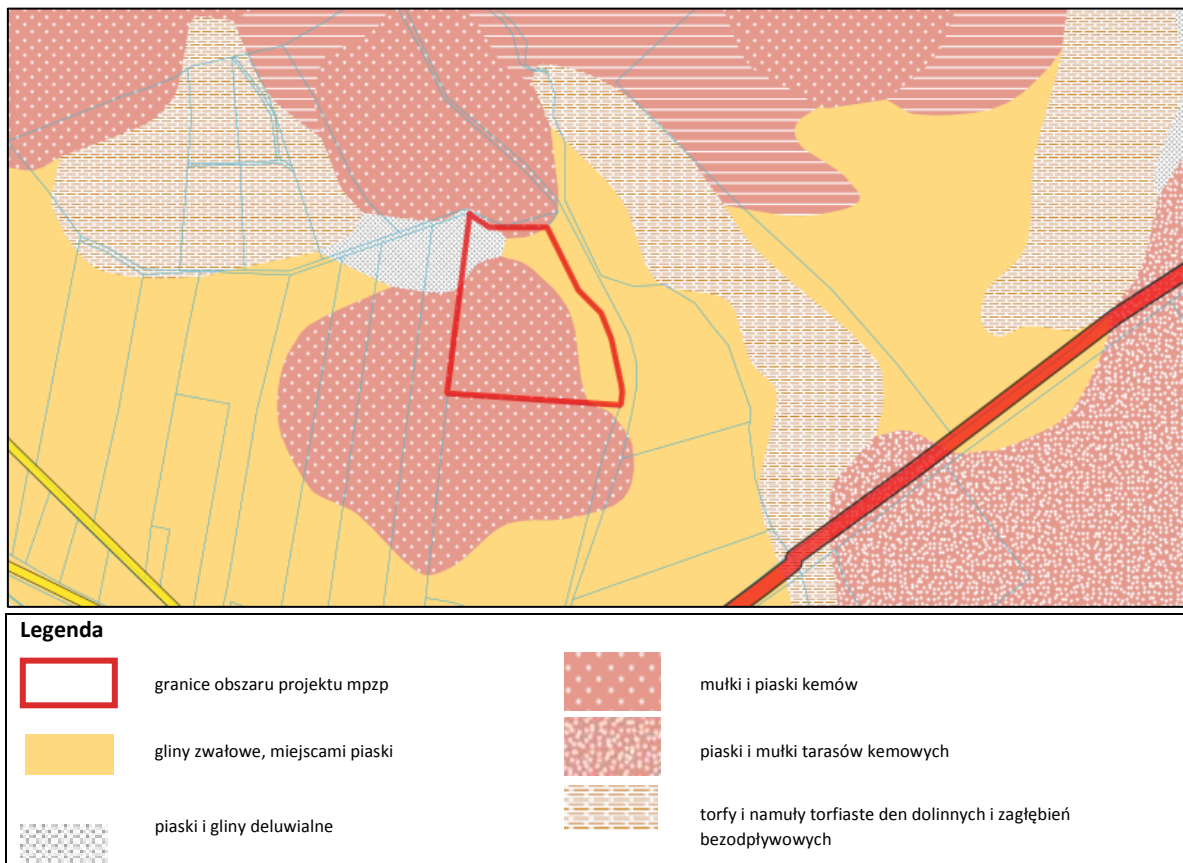 Legenda
granice obszaru projektu mpzp
gliny zwałowe, miejscami piaski
piaski i gliny deluwialne
mułki i piaski kemów
piaski i mułki tarasów kemowych
torfy i namuły torfiaste den dolinnych i zagłębień
bezodpływowych